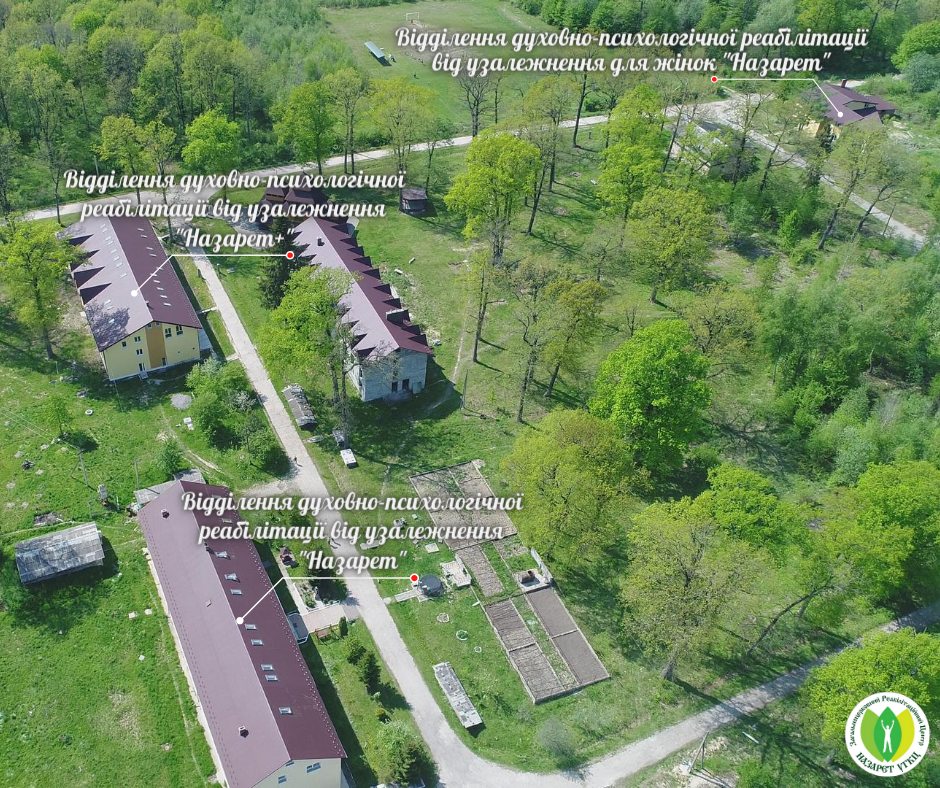 Відділення духовно-психологічної реабілітації
від узалежнення для жінок "Назарет"
Відділення духовно-психологічної
реабілітації від узалежнення
"Назарет+"
Відділення духовно-психологічної
реабілітації від узалежнення
"Назарет"
Загальноукраїнський Реабілітаційний Центр
НАЗАРЕТ УГКЦ